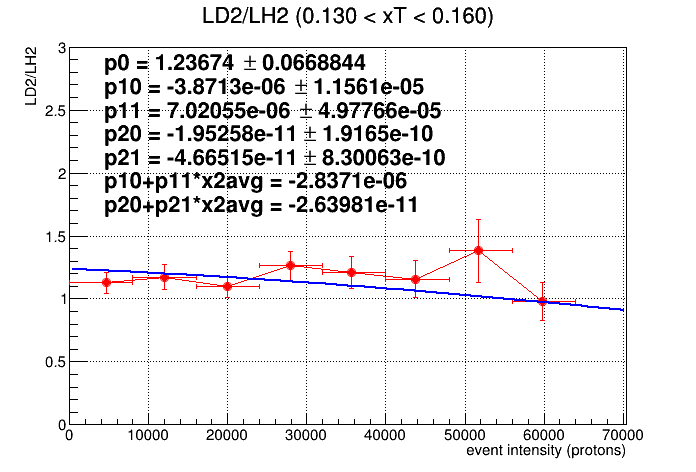 LD2/LH2 (0.130 < xT < 0.160)
LD2/LH2
3
2.5
2
1.5
1
0.5
0
p0 = 1.23674 ± 0.0668844
p10 = -3.8713e-06 ± 1.1561e-05
p11 = 7.02055e-06 ± 4.97766e-05
p20 = -1.95258e-11 ± 1.9165e-10
p21 = -4.66515e-11 ± 8.30063e-10
p10+p11*x2avg = -2.8371e-06
p20+p21*x2avg = -2.63981e-11
0 10000 20000 30000 40000 50000 60000 70000
event intensity (protons)